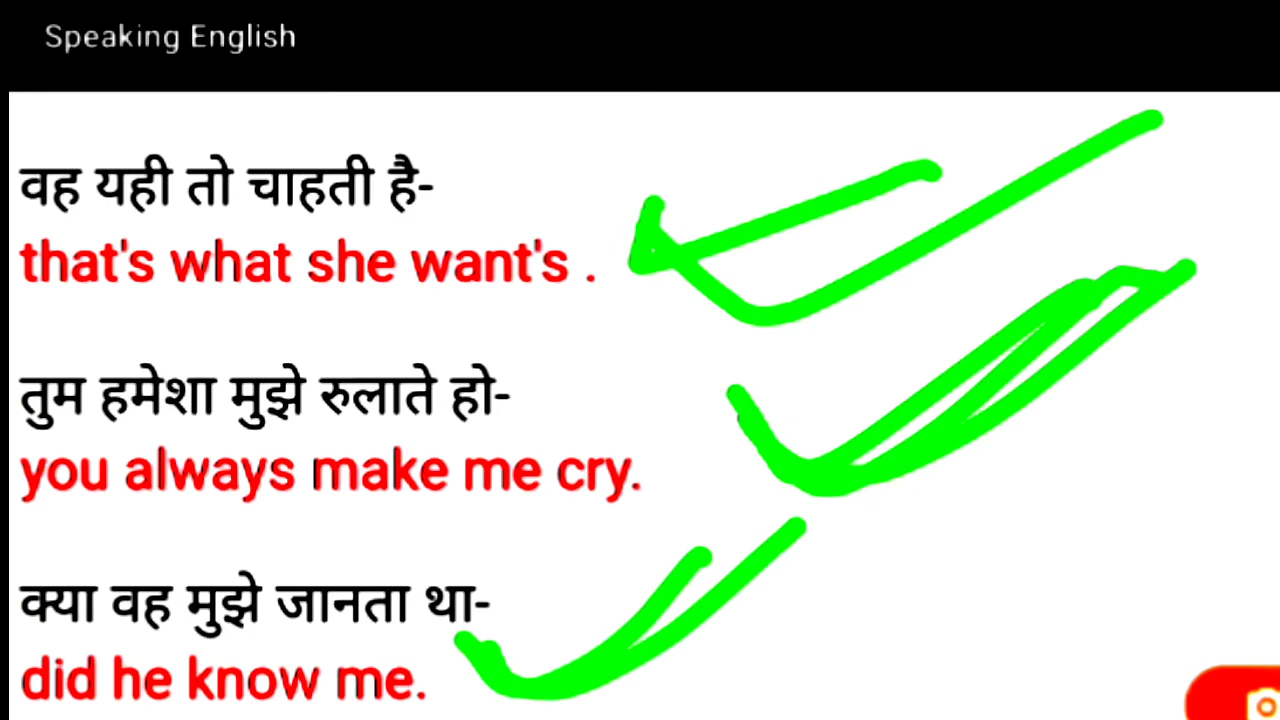 Speaking English
वह यही तो चाहती है-
that's what she want's .
तुम हमेशा मुझे रुलाते हो-
you always make me cry.
क्या वह मुझे जानता था-
did he know me.